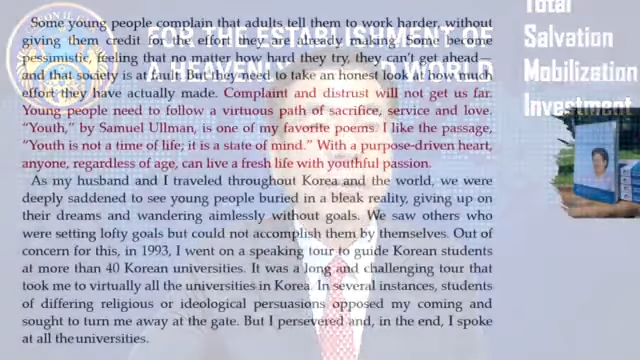 FOR THE ESTABLISHMENT OF
A HEAVENLY WORLD
Total
Salvation
Mobilization
Investment
Some young people complain that adults tell them to work harder, without
giving them credit for the effort they are already making. Some become
pessimistic, feeling that no matter how hard they try, they can't get ahead—
and that society is at fault. But they need to take an honest look at how much
effort they have actually made. Complaint and distrust will not get us far.
Young people need to follow a virtuous path of sacrifice, service and love.
“Youth,” by Samuel Ullman, is one of my favorite poems. I like the passage,
“Youth is not a time of life; it is a state of mind.” With a purpose-driven heart,
anyone, regardless of age, can live a fresh life with youthful passion.
As my husband and I traveled throughout Korea and the world, we were
deeply saddened to see young people buried in a bleak reality, giving up on
their dreams and wandering aimlessly without goals. We saw others who
were setting lofty goals but could not accomplish them by themselves. Out of
concern for this, in 1993, I went on a speaking tour to guide Korean students
at more than 40 Korean universities. It was a long and challenging tour that
took me to virtually all the universities in Korea. In several instances, students
of differing religious or ideological persuasions opposed my coming and
sought to turn me away at the gate. But I persevered and, in the end, I spoke
at all the universities.